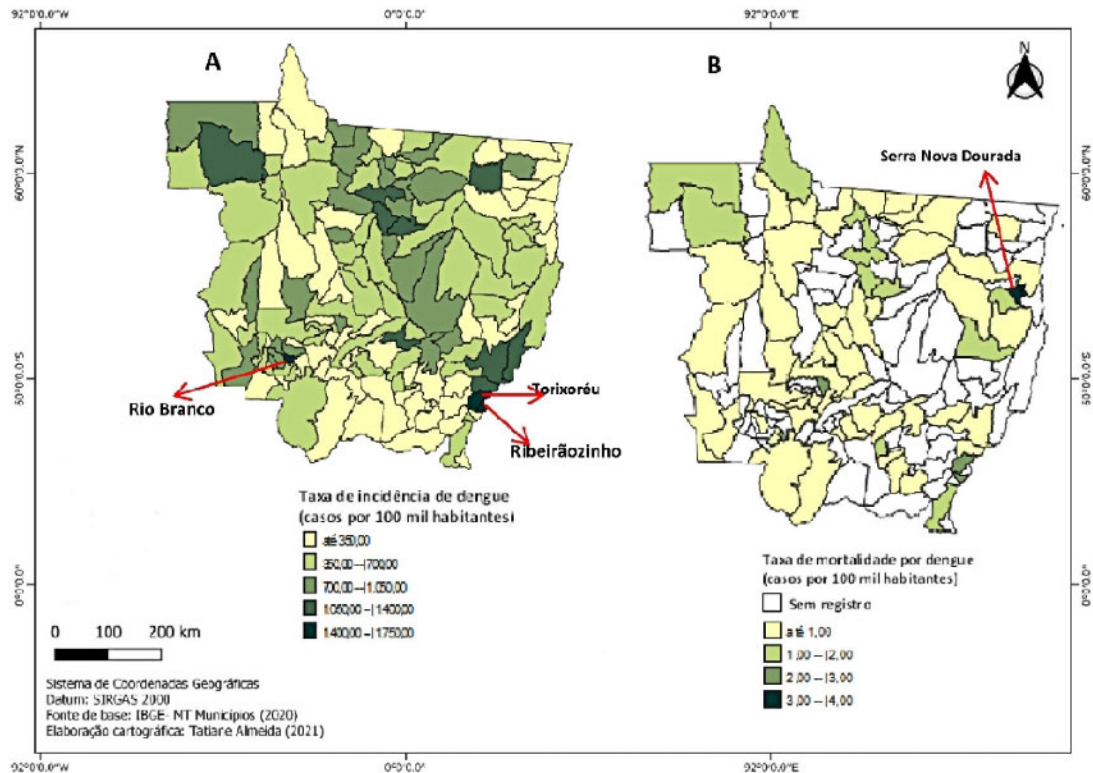 92°0'0.0"W
0°0'0.0"
92°0'0.0"E
A
B
N
Serra Nova Dourada
60°0'0.0"N
60°0'0.0"N
50°0'0.0"S
50°0'0.0"S
Rio Branco
Torixoréu
Ribeirãozinho
Taxa de incidência de dengue
(casos por 100 mil habitantes)
até 350,00
350,00 --| 700,00
700,00 --| 1.050,00
1.050,00 --| 1.400,00
1.400,00 --| 1.750,00
Taxa de mortalidade por dengue
(casos por 100 mil habitantes)
Sem registro
até 1,00
1,00 --| 2,00
2,00 --| 3,00
3,00 --| 4,00
0°0'0.0"
0°0'0.0"
0 100 200 km
Sistema de Coordenadas Geográficas
Datum: SIRGAS 2000
Fonte de base: IBGE- MT Municípios (2020)
Elaboração cartográfica: Tatiane Almeida (2021)
92°0'0.0"W
0°0'0.0"
92°0'0.0"E